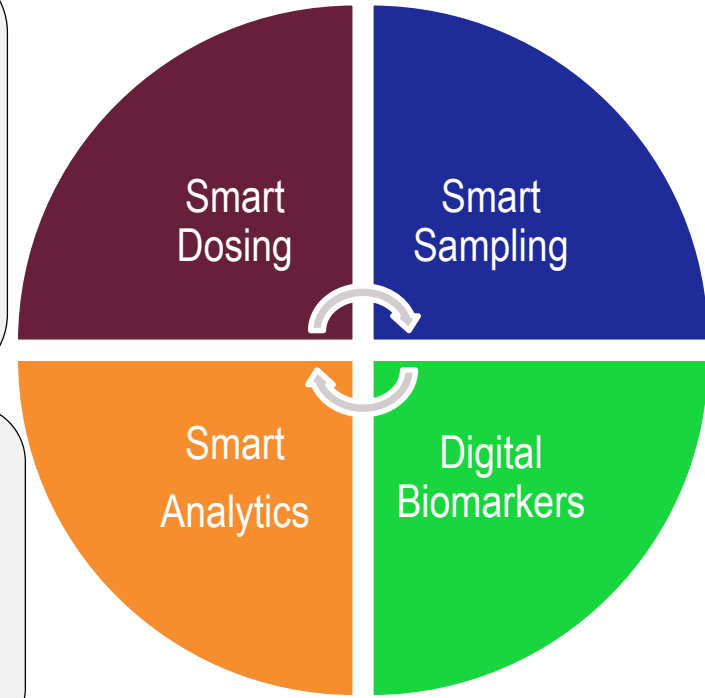 Smart
Dosing
Smart
Sampling
Smart
Analytics
Digital
Biomarkers